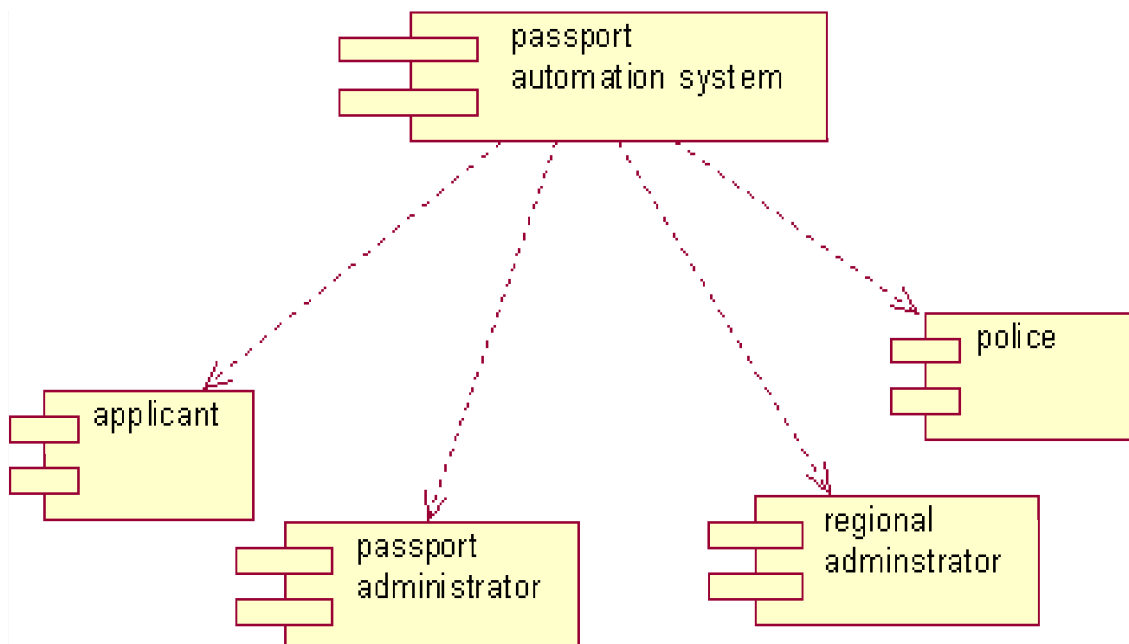 passport
automation system
police
applicant
regional
adminstrator
passport
administrator